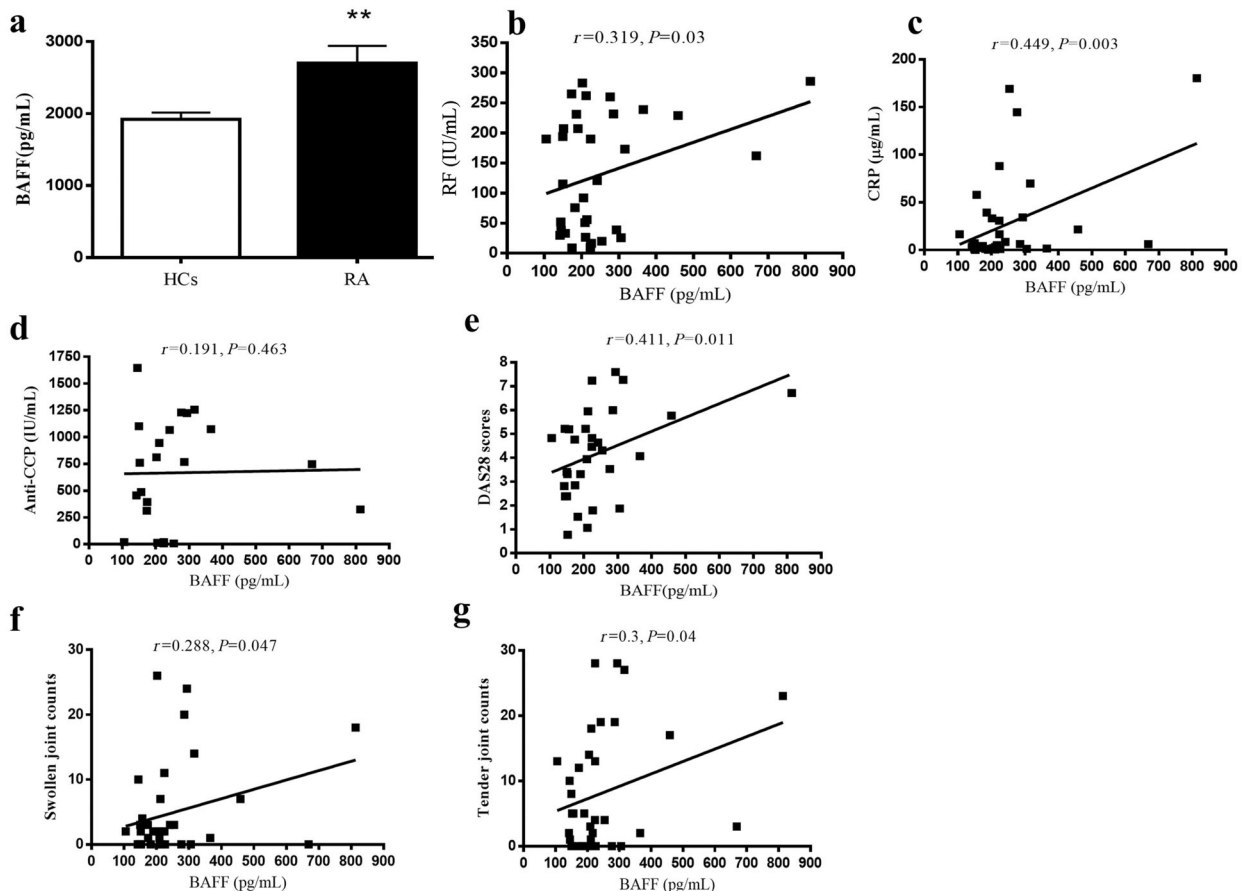 a
BAFF(pg/mL)
3000
2000
1000
0
**
HCs
RA
b
r=0.319, P=0.03
RF (IU/mL)
350
300
250
200
150
100
50
0
0 100 200 300 400 500 600 700 800 900
BAFF (pg/mL)
c
r=0.449, P=0.003
CRP (µg/mL)
200
150
100
50
0
0 100 200 300 400 500 600 700 800 900
BAFF (pg/mL)
d
r=0.191, P=0.463
Anti-CCP (IU/mL)
1750
1500
1250
1000
750
500
250
0
0 100 200 300 400 500 600 700 800 900
BAFF (pg/mL)
e
r=0.411, P=0.011
DAS28 scores
8
7
6
5
4
3
2
1
0
0 100 200 300 400 500 600 700 800 900
BAFF(pg/mL)
f
r=0.288, P=0.047
Swollen joint counts
30
20
10
0
0 100 200 300 400 500 600 700 800 900
BAFF (pg/mL)
g
r=0.3, P=0.04
Tender joint counts
30
20
10
0
0 100 200 300 400 500 600 700 800 900
BAFF (pg/mL)